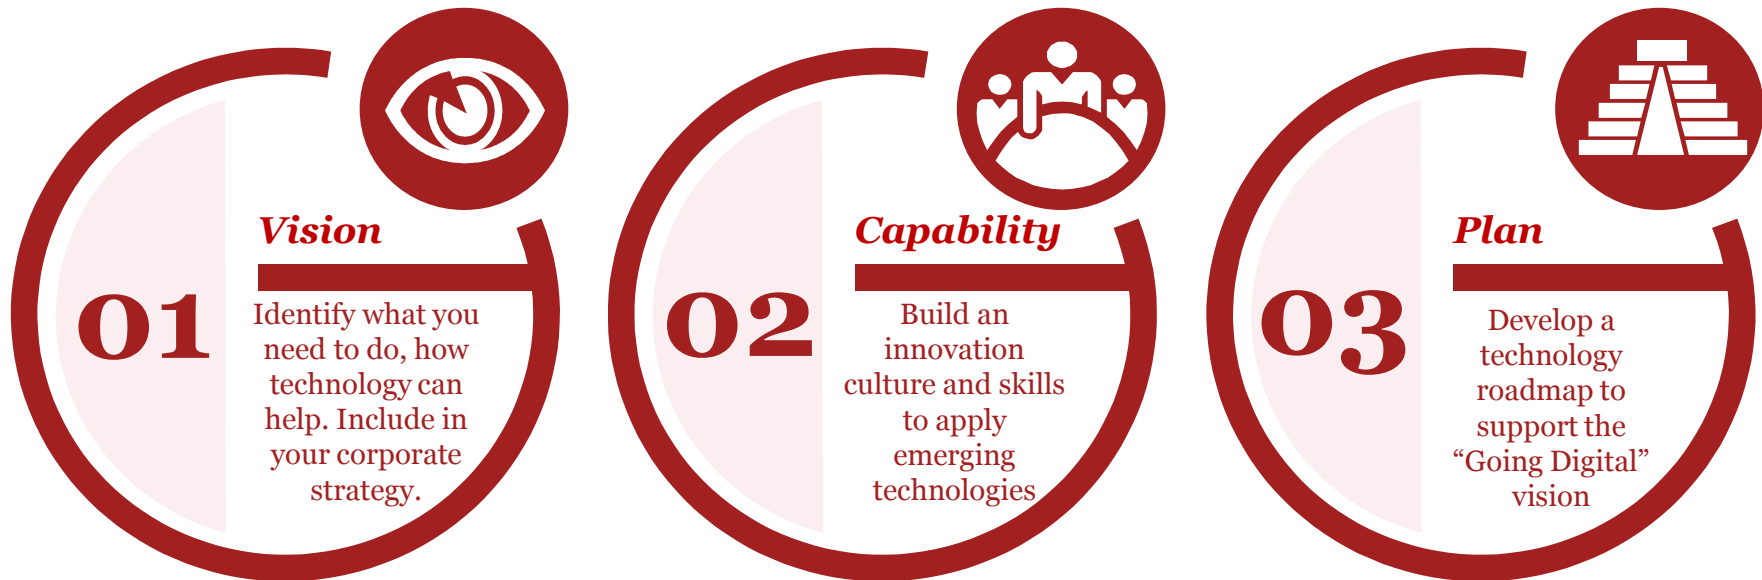 Vision
01
Identify what you
need to do, how
technology can
help. Include in
your corporate
strategy.
Capability
02
Build an
innovation
culture and skills
to apply
emerging
technologies
Plan
03
Develop a
technology
roadmap to
support the
“Going Digital”
vision